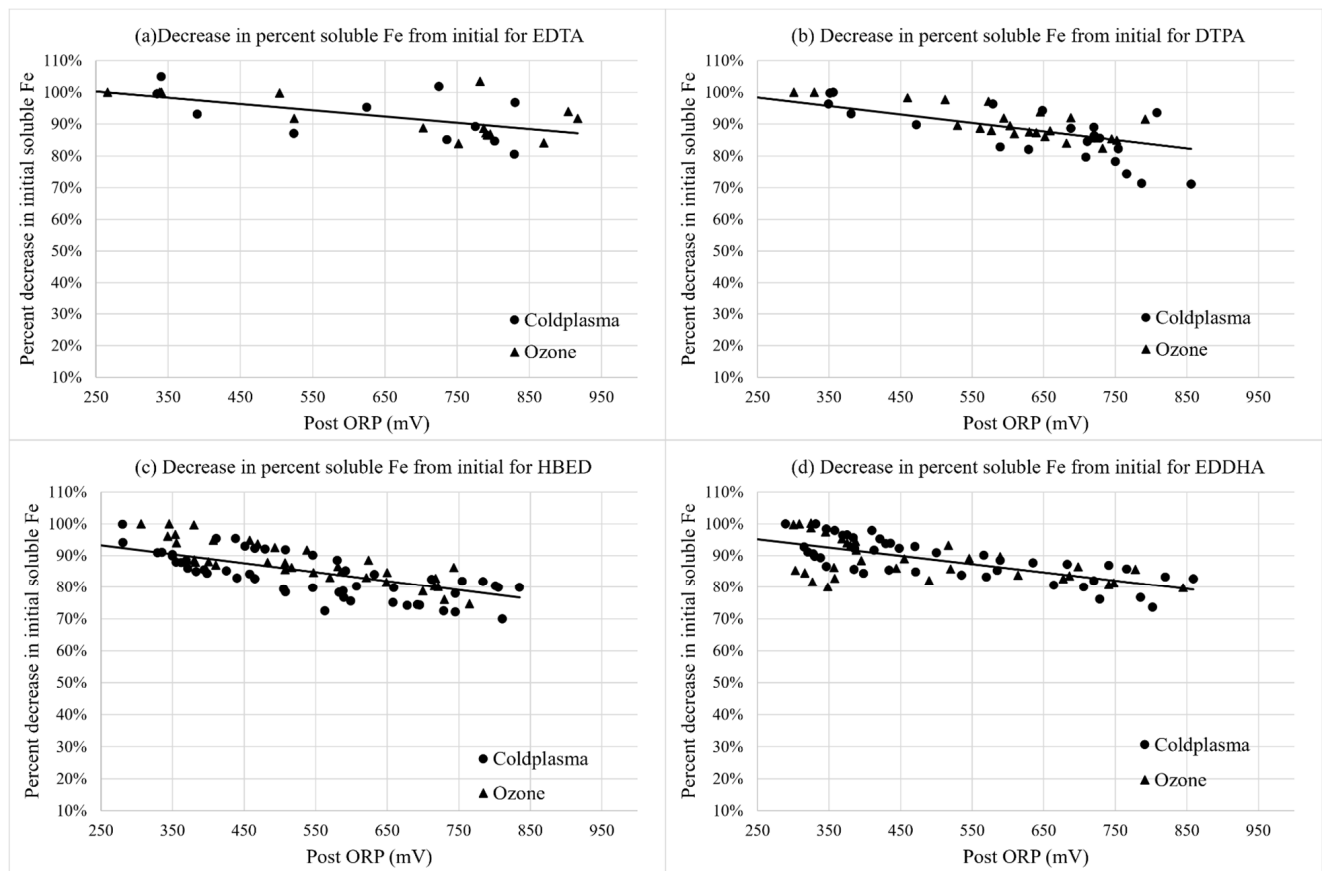 (a)Decrease in percent soluble Fe from initial for EDTA
Percent decrease in initial soluble Fe
110%
100%
90%
80%
70%
60%
50%
40%
30%
20%
10%
Coldplasma
Ozone
250 350 450 550 650 750 850 950
Post ORP (mV)
(b) Decrease in percent soluble Fe from initial for DTPA
Percent decrease in initial soluble Fe
110%
100%
90%
80%
70%
60%
50%
40%
30%
20%
10%
Coldplasma
Ozone
250 350 450 550 650 750 850 950
Post ORP (mV)
(c) Decrease in percent soluble Fe from initial for HBED
Percent decrease in initial soluble Fe
110%
100%
90%
80%
70%
60%
50%
40%
30%
20%
10%
Coldplasma
Ozone
250 350 450 550 650 750 850 950
Post ORP (mV)
(d) Decrease in percent soluble Fe from initial for EDDHA
Percent decrease in initial soluble Fe
110%
100%
90%
80%
70%
60%
50%
40%
30%
20%
10%
Coldplasma
Ozone
250 350 450 550 650 750 850 950
Post ORP (mV)